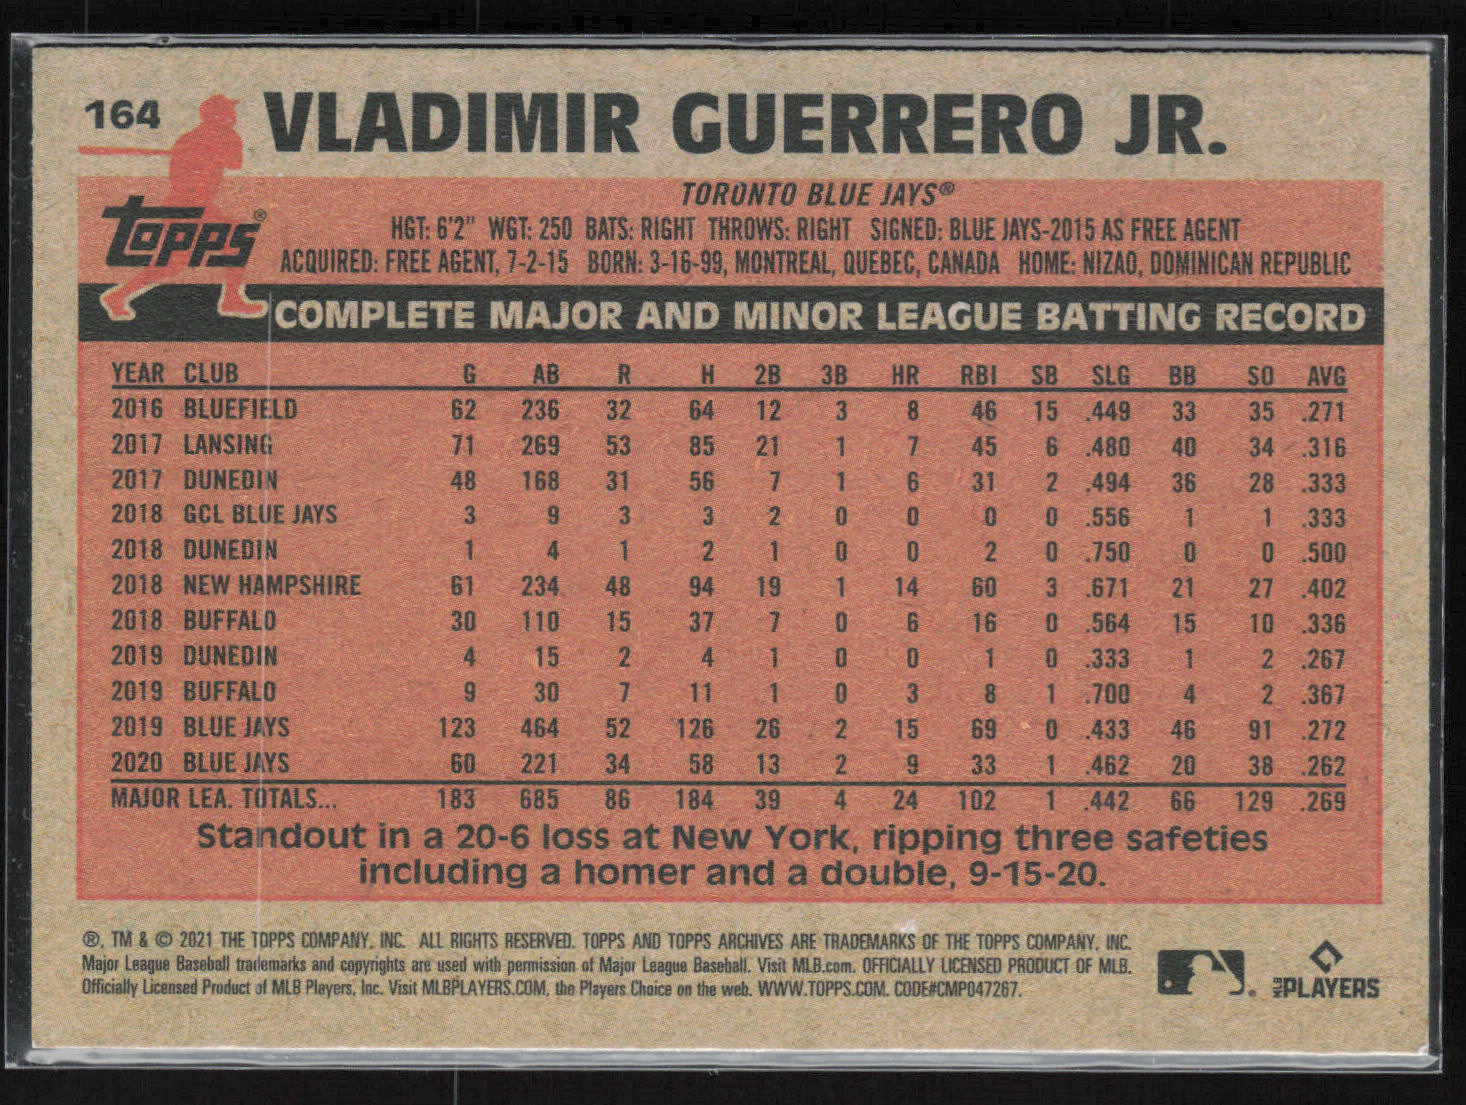 164
VLADIMIR GUERRERO JR.
TORONTO BLUE JAYS®
Topps®
HGT: 6'2" WGT: 250 BATS: RIGHT THROWS: RIGHT SIGNED: BLUE JAYS-2015 AS FREE AGENT
ACQUIRED: FREE AGENT, 7-2-15 BORN: 3-16-99, MONTREAL, QUEBEC, CANADA HOME: NIZAO, DOMINICAN REPUBLIC
COMPLETE MAJOR AND MINOR LEAGUE BATTING RECORD
YEAR CLUB G AB R H 2B 3B HR RBI SB SLG BB SO AVG
2016 BLUEFIELD 62 236 32 64 12 3 8 46 15 .449 33 35 .271
2017 LANSING 71 269 53 85 21 1 7 45 6 .480 40 34 .316
2017 DUNEDIN 48 168 31 56 7 1 6 31 2 .494 36 28 .333
2018 GCL BLUE JAYS 3 9 3 3 2 0 0 0 0 .556 1 1 .333
2018 DUNEDIN 1 4 1 2 1 0 0 2 0 .750 0 0 .500
2018 NEW HAMPSHIRE 61 234 48 94 19 1 14 60 3 .671 21 27 .402
2018 BUFFALO 30 110 15 37 7 0 6 16 0 .564 15 10 .336
2019 DUNEDIN 4 15 2 4 1 0 0 1 0 .333 1 2 .267
2019 BUFFALO 9 30 7 11 1 0 3 8 1 .700 4 2 .367
2019 BLUE JAYS 123 464 52 126 26 2 15 69 0 .433 46 91 .272
2020 BLUE JAYS 60 221 34 58 13 2 9 33 1 .462 20 38 .262
MAJOR LEA. TOTALS... 183 685 86 184 39 4 24 102 1 .442 66 129 .269
Standout in a 20-6 loss at New York, ripping three safeties
including a homer and a double, 9-15-20.
®, TM & © 2021 THE TOPPS COMPANY, INC. ALL RIGHTS RESERVED. TOPPS AND TOPPS ARCHIVES ARE TRADEMARKS OF THE TOPPS COMPANY, INC.
Major League Baseball trademarks and copyrights are used with permission of Major League Baseball. Visit MLB.com. OFFICIALLY LICENSED PRODUCT OF MLB.
Officially Licensed Product of MLB Players, Inc. Visit MLBPLAYERS.COM, the Players Choice on the web. WWW.TOPPS.COM. CODE#CMP047267.
MLB PLAYERS